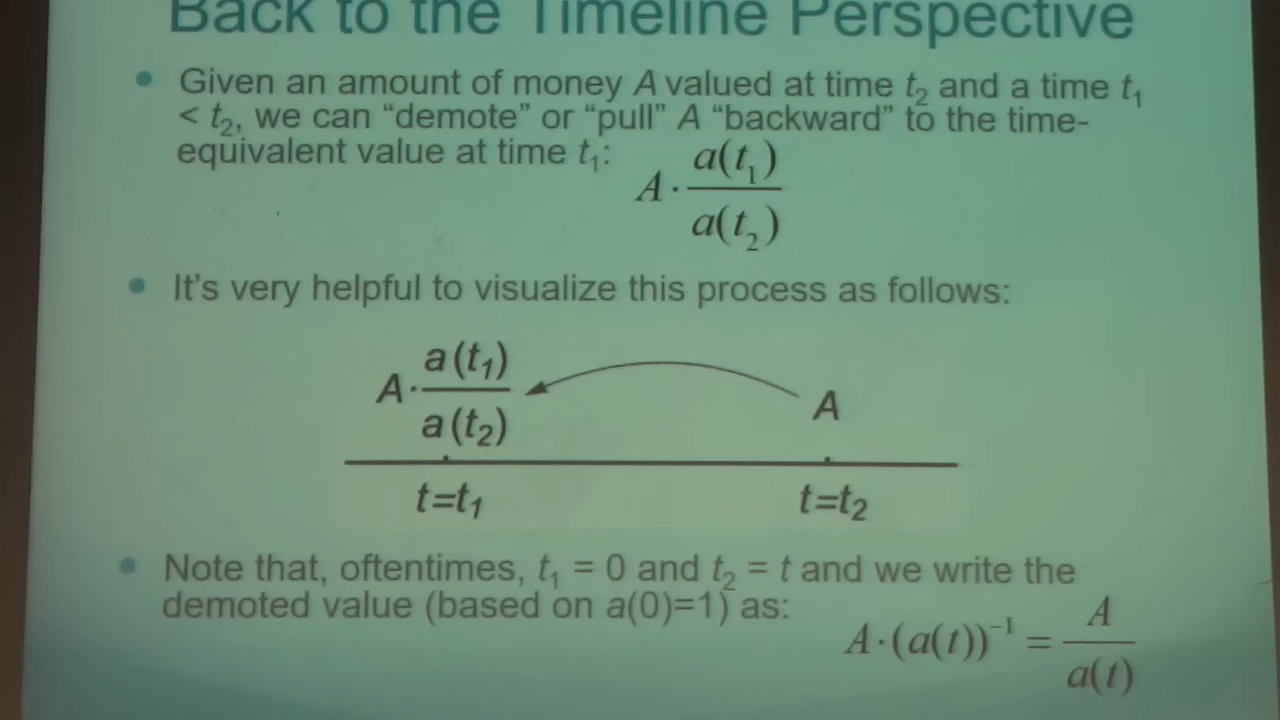 Back to the Timeline Perspective
• Given an amount of money A valued at time t₂ and a time t₁
< t₂, we can “demote” or “pull” A “backward” to the time-
equivalent value at time t₁:
A · a(t₁) / a(t₂)
• It's very helpful to visualize this process as follows:
A · a(t₁) / a(t₂)
A
t=t₁
t=t₂
• Note that, oftentimes, t₁ = 0 and t₂ = t and we write the
demoted value (based on a(0)=1) as:
A·(a(t))⁻¹ = A / a(t)